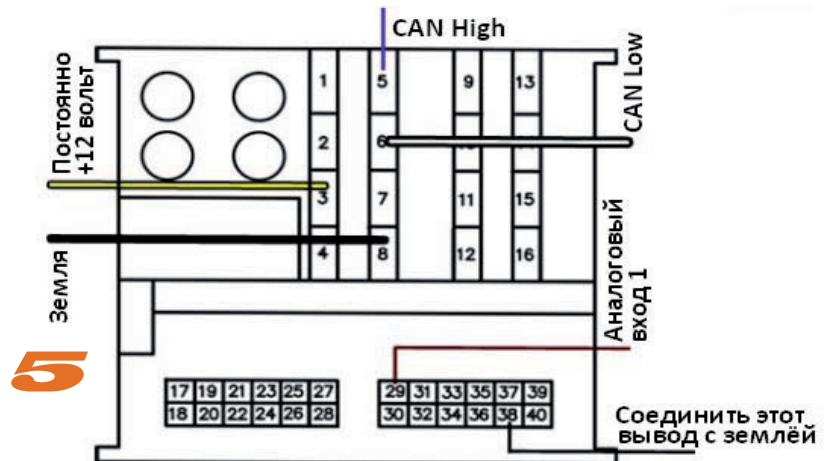 CAN High
CAN Low
Постоянно
+12 вольт
1 5 9 13
2 6
3 7 11 15
4 8 12 16
Земля
Аналоговый
вход 1
5
17 19 21 23 25 27
18 20 22 24 26 28
29 31 33 35 37 39
30 32 34 36 38 40
Соединить этот
вывод с землёй